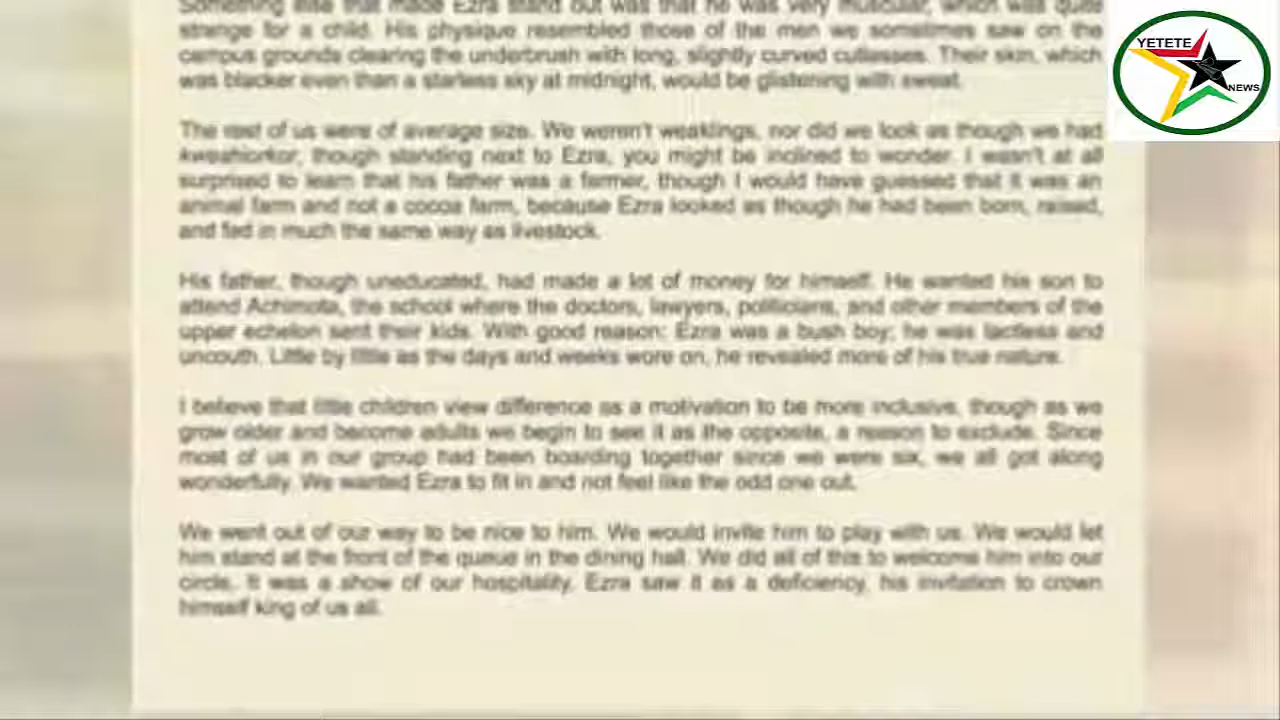 Something else that made Ezra stand out was that he was very muscular, which was quite
strange for a child. His physique resembled those of the men we sometimes saw on the
campus grounds clearing the underbrush with long, slightly curved cutlasses. Their skin, which
was blacker even than a starless sky at midnight, would be glistening with sweat.
The rest of us were of average size. We weren't weaklings, nor did we look as though we had
kwashiorkor, though standing next to Ezra, you might be inclined to wonder. I wasn't at all
surprised to learn that his father was a farmer, though I would have guessed that it was an
animal farm and not a cocoa farm, because Ezra looked as though he had been born, raised,
and fed in much the same way as livestock.
His father, though uneducated, had made a lot of money for himself. He wanted his son to
attend Achimota, the school where the doctors, lawyers, politicians, and other members of the
upper echelon sent their kids. With good reason: Ezra was a bush boy; he was tactless and
uncouth. Little by little as the days and weeks wore on, he revealed more of his true nature.
I believe that little children view difference as a motivation to be more inclusive, though as we
grow older and become adults we begin to see it as the opposite, a reason to exclude. Since
most of us in our group had been boarding together since we were six, we all got along
wonderfully. We wanted Ezra to fit in and not feel like the odd one out.
We went out of our way to be nice to him. We would invite him to play with us. We would let
him stand at the front of the queue in the dining hall. We did all of this to welcome him into our
circle. It was a show of our hospitality. Ezra saw it as a deficiency, his invitation to crown
himself king of us all.
YETETE
NEWS